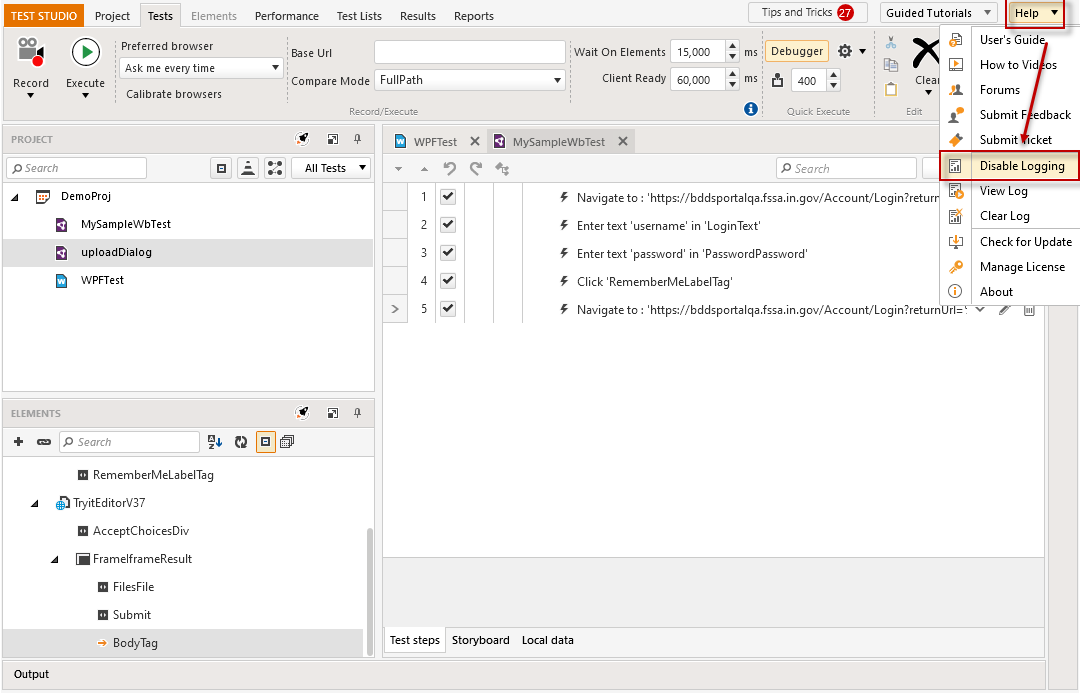 TEST STUDIO Project Tests Elements Performance Test Lists Results Reports Tips and Tricks 27 Guided Tutorials Help
Record
Execute
Preferred browser
Ask me every time
Calibrate browsers
Base Url
Compare Mode FullPath
Record/Execute
Wait On Elements 15,000 ms
Client Ready 60,000 ms
Debugger
400
Quick Execute
Clear
Edit
User's Guide
How to Videos
Forums
Submit Feedback
Submit Ticket
Disable Logging
View Log
Clear Log
Check for Update
Manage License
About
PROJECT
Search All Tests
DemoProj
MySampleWbTest
uploadDialog
WPFTest
WPFTest MySampleWbTest
Search
1 Navigate to : 'https://bddsportalqa.fssa.in.gov/Account/Login?return
2 Enter text 'username' in 'LoginText'
3 Enter text 'password' in 'PasswordPassword'
4 Click 'RememberMeLabelTag'
5 Navigate to : 'https://bddsportalqa.fssa.in.gov/Account/Login?returnUrl=
ELEMENTS
Search
RememberMeLabelTag
TryitEditorV37
AcceptChoicesDiv
FrameIframeResult
FilesFile
Submit
BodyTag
Test steps Storyboard Local data
Output